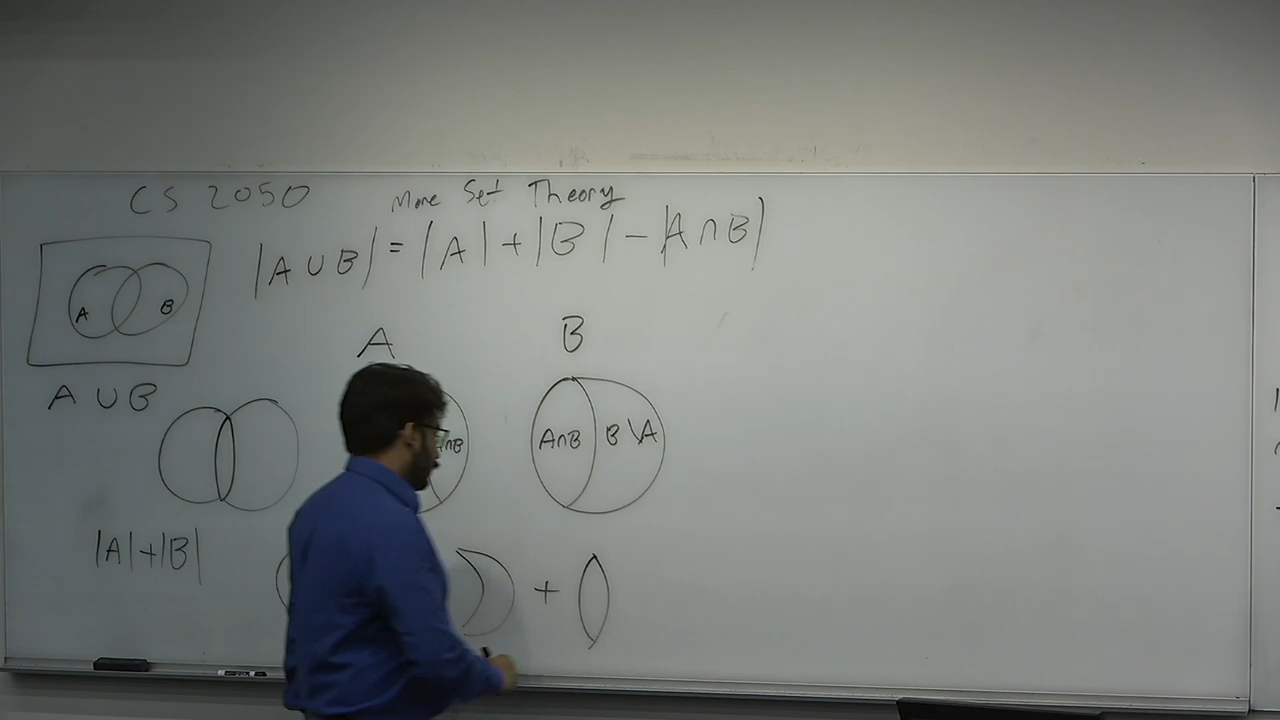 CS 2050 More Set Theory
|A ∪ B| = |A| + |B| - |A ∩ B|
A B
A B
A ∪ B
∩B A∩B B \ A
|A|+|B|
+